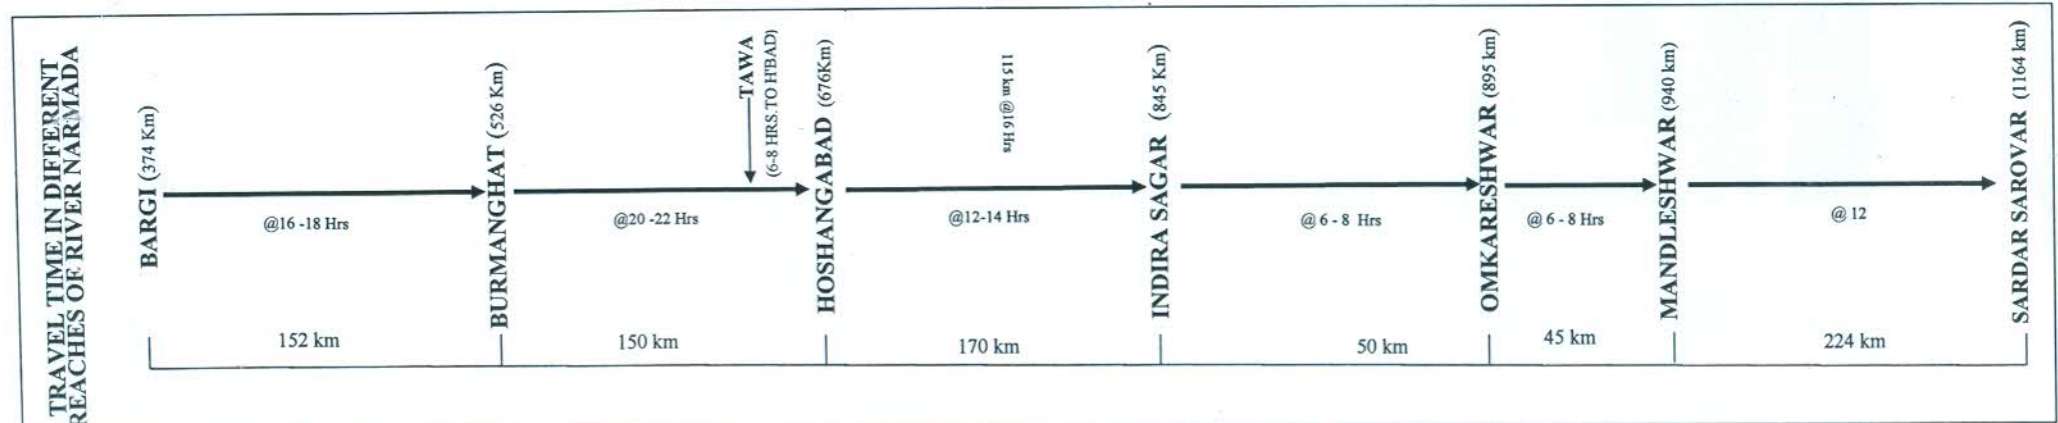 TRAVEL TIME IN DIFFERENT
REACHES OF RIVER NARMADA
BARGI (374 Km)
@16 -18 Hrs
152 km
BURMANGHAT (526 Km)
@20 -22 Hrs
150 km
TAWA
(6-8 HRS.TO H'BAD)
HOSHANGABAD (676Km)
115 km @16 Hrs
@12-14 Hrs
170 km
INDIRA SAGAR (845 Km)
@ 6 - 8 Hrs
50 km
OMKARESHWAR (895 km)
@ 6 - 8 Hrs
45 km
MANDLESHWAR (940 km)
@ 12
224 km
SARDAR SAROVAR (1164 km)